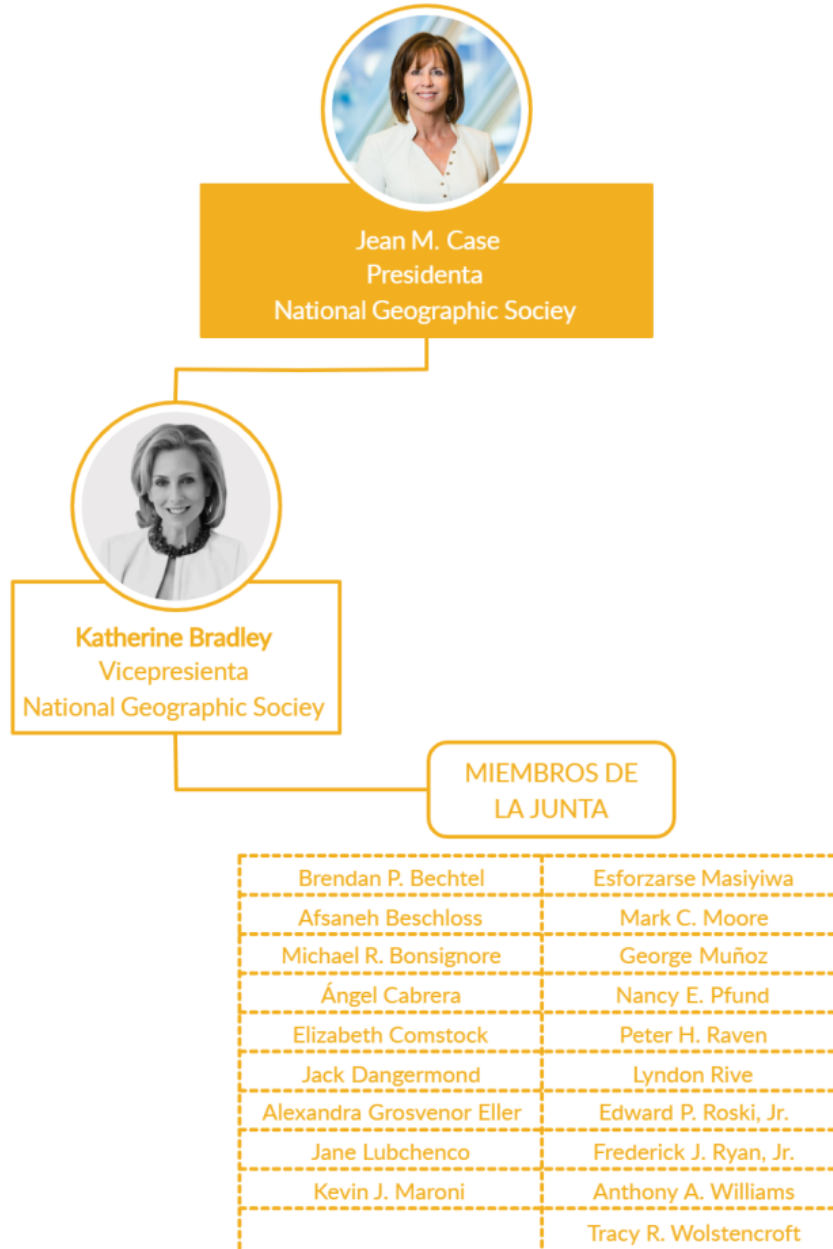 Jean M. Case
Presidenta
National Geographic Sociey
Katherine Bradley
Vicepresienta
National Geographic Sociey
MIEMBROS DE
LA JUNTA
Brendan P. Bechtel
Esforzarse Masiyiwa
Afsaneh Beschloss
Mark C. Moore
Michael R. Bonsignore
George Muñoz
Ángel Cabrera
Nancy E. Pfund
Elizabeth Comstock
Peter H. Raven
Jack Dangermond
Lyndon Rive
Alexandra Grosvenor Eller
Edward P. Roski, Jr.
Jane Lubchenco
Frederick J. Ryan, Jr.
Kevin J. Maroni
Anthony A. Williams
Tracy R. Wolstencroft